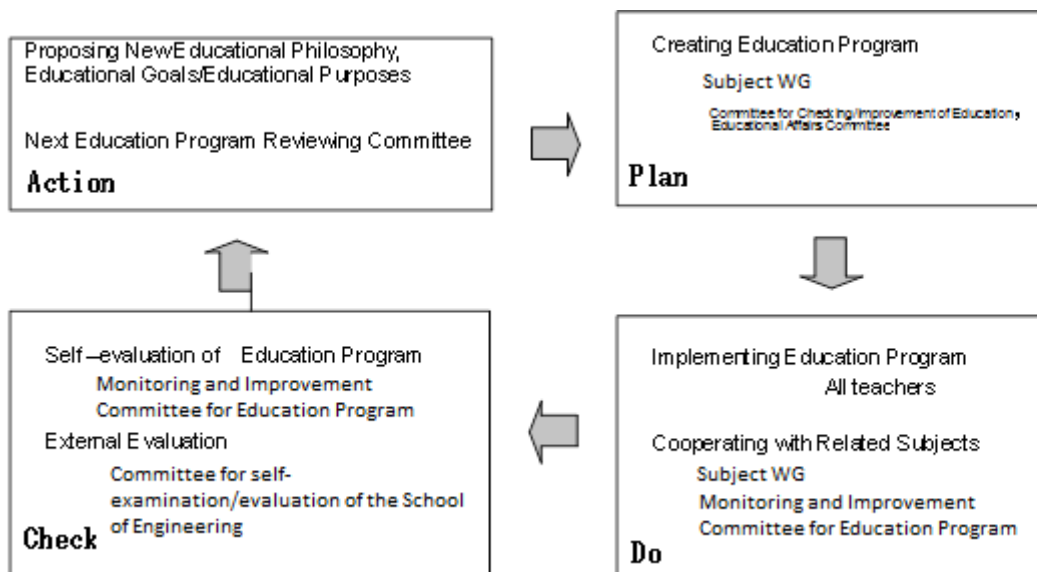 Proposing New Educational Philosophy,
Educational Goals/Educational Purposes
Next Education Program Reviewing Committee
Action
Creating Education Program
Subject WG
Committee for Checking/Improvement of Education,
Educational Affairs Committee
Plan
Self-evaluation of Education Program
Monitoring and Improvement
Committee for Education Program
External Evaluation
Committee for self-
examination/evaluation of the School
of Engineering
Check
Implementing Education Program
All teachers
Cooperating with Related Subjects
Subject WG
Monitoring and Improvement
Committee for Education Program
Do